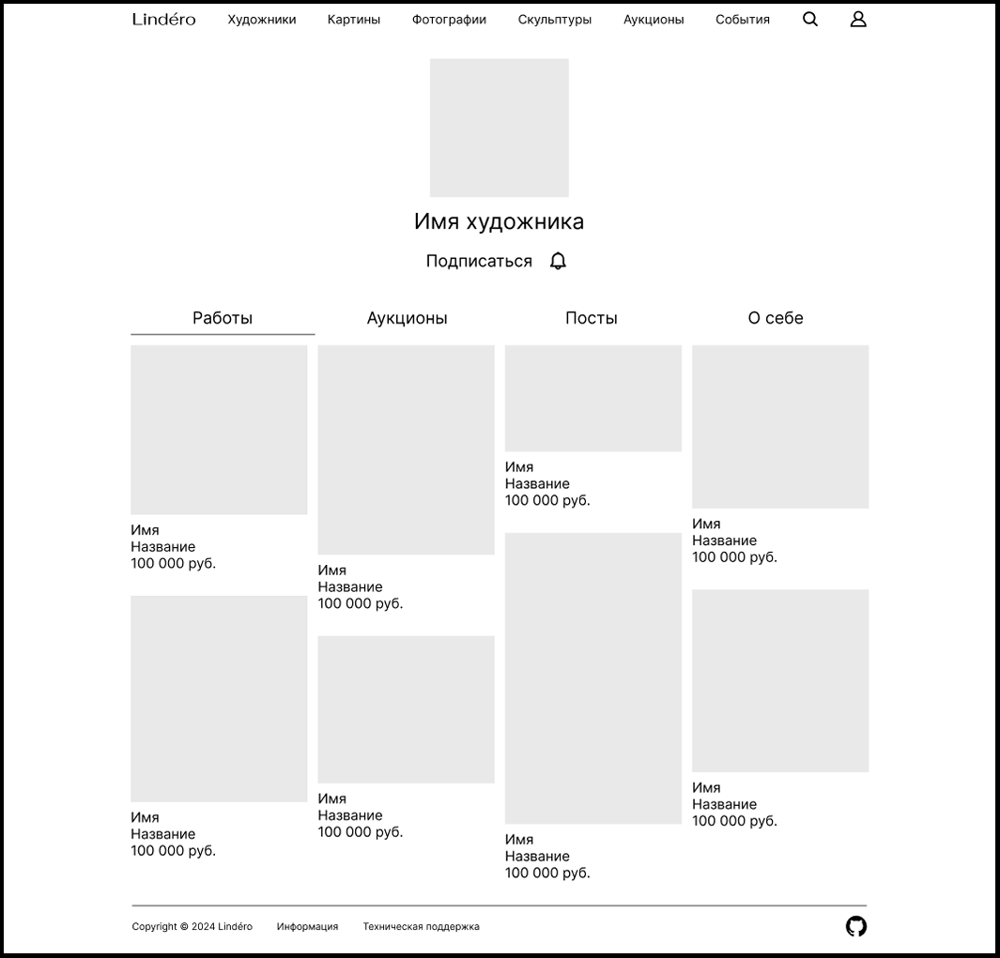 Lindéro Художники Картины Фотографии Скульптуры Аукционы События
Имя художника
Подписаться
Работы Аукционы Посты О себе
Имя
Название
100 000 руб.
Имя
Название
100 000 руб.
Имя
Название
100 000 руб.
Имя
Название
100 000 руб.
Имя
Название
100 000 руб.
Имя
Название
100 000 руб.
Имя
Название
100 000 руб.
Имя
Название
100 000 руб.
Copyright © 2024 Lindéro Информация Техническая поддержка